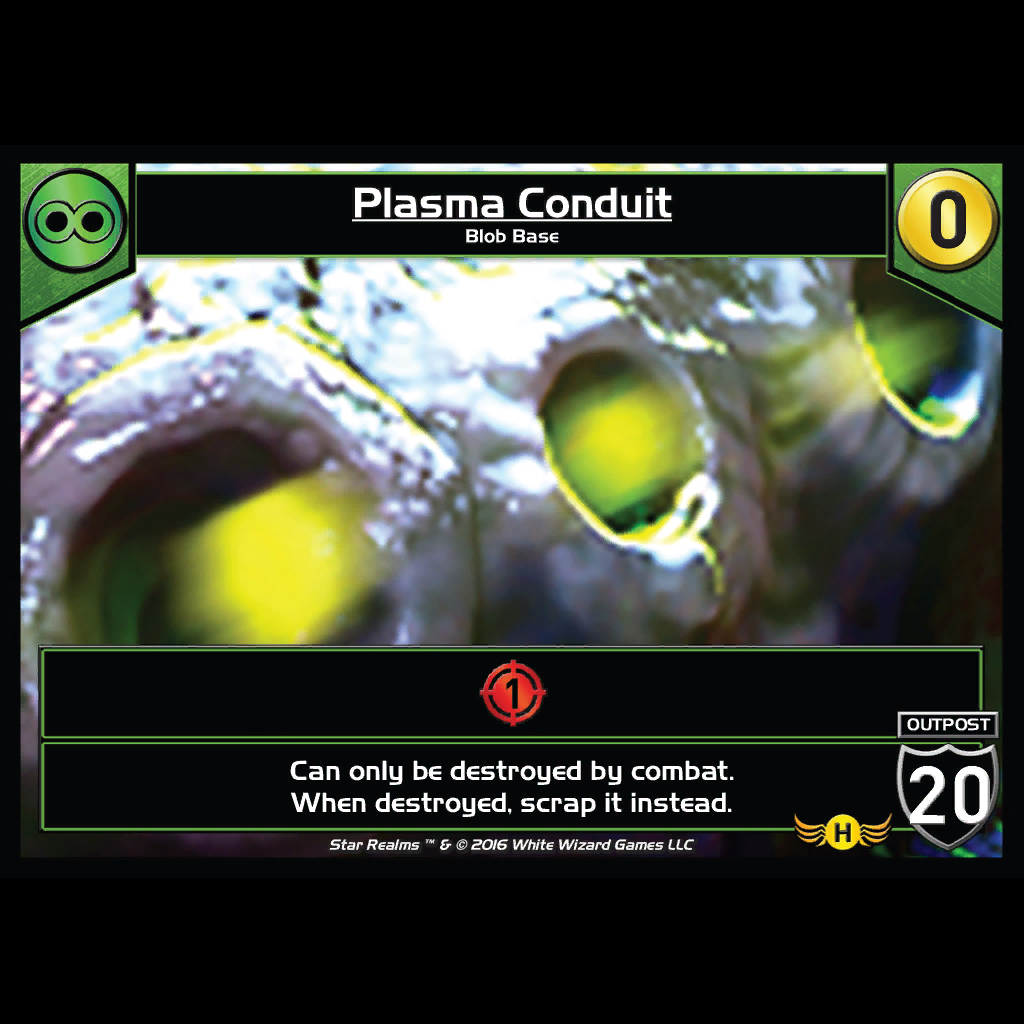 Plasma Conduit
Blob Base
0
1
OUTPOST
20
Can only be destroyed by combat.
When destroyed, scrap it instead.
H
Star Realms ™ & © 2016 White Wizard Games LLC